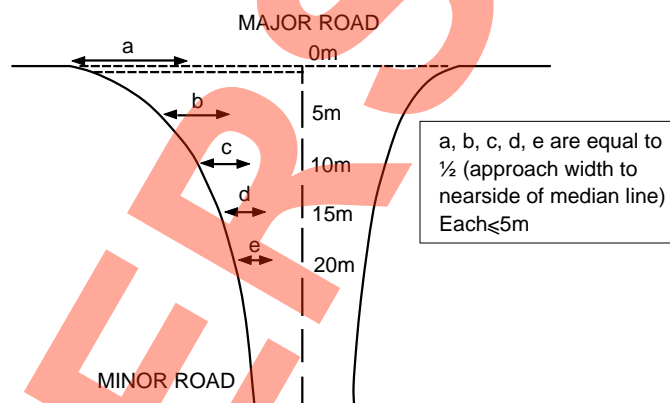 MAJOR ROAD
0m
a
b
5m
c
10m
d
15m
e
20m
a, b, c, d, e are equal to
½ (approach width to
nearside of median line)
Each⩽5m
MINOR ROAD
ERS